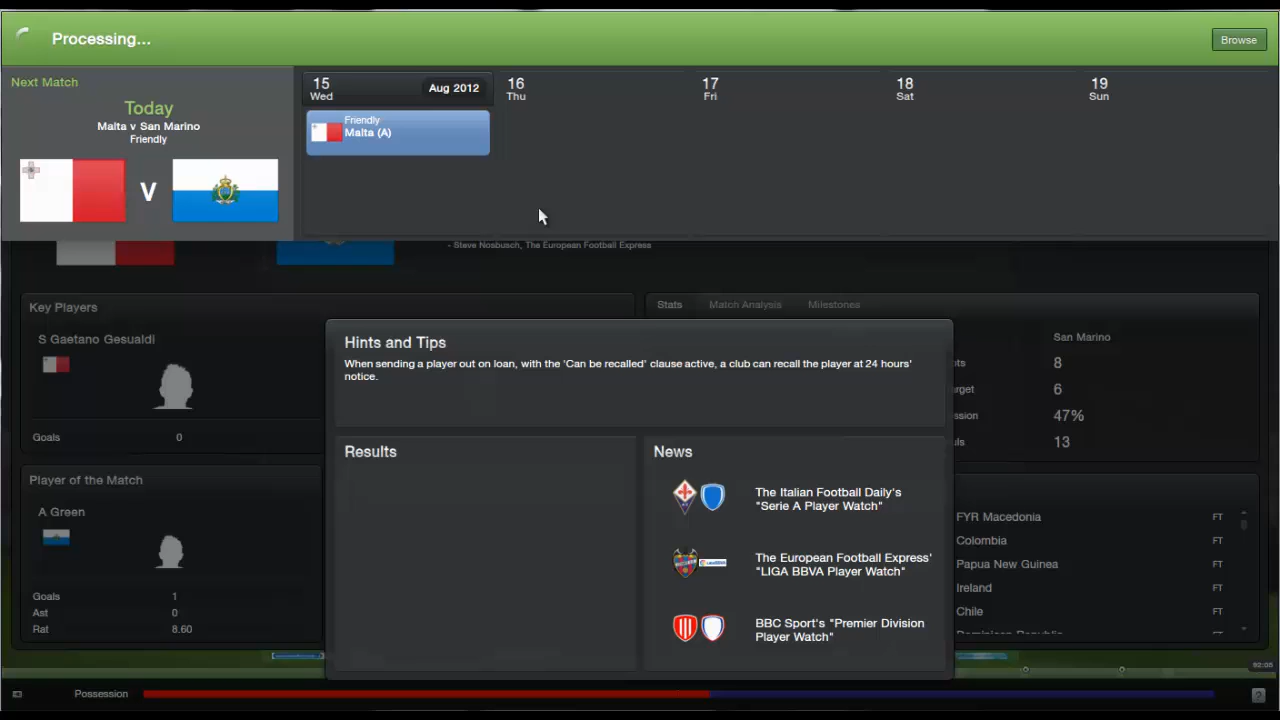 Processing...
Browse
Next Match
Today
Malta v San Marino
Friendly
V
15
Wed
Aug 2012
16
Thu
17
Fri
18
Sat
19
Sun
Friendly
Malta (A)
- Steve Nosbusch, The European Football Express
Key Players
S Gaetano Gesualdi
Goals 0
Player of the Match
A Green
Goals 1
Ast 0
Rat 8.60
Stats Match Analysis Milestones
San Marino
8
6
47%
13
Hints and Tips
When sending a player out on loan, with the 'Can be recalled' clause active, a club can recall the player at 24 hours'
notice.
Results
News
The Italian Football Daily's
"Serie A Player Watch"
The European Football Express'
"LIGA BBVA Player Watch"
BBC Sport's "Premier Division
Player Watch"
FYR Macedonia FT
Colombia FT
Papua New Guinea FT
Ireland FT
Chile FT
Dominican Republic FT
Possession
?